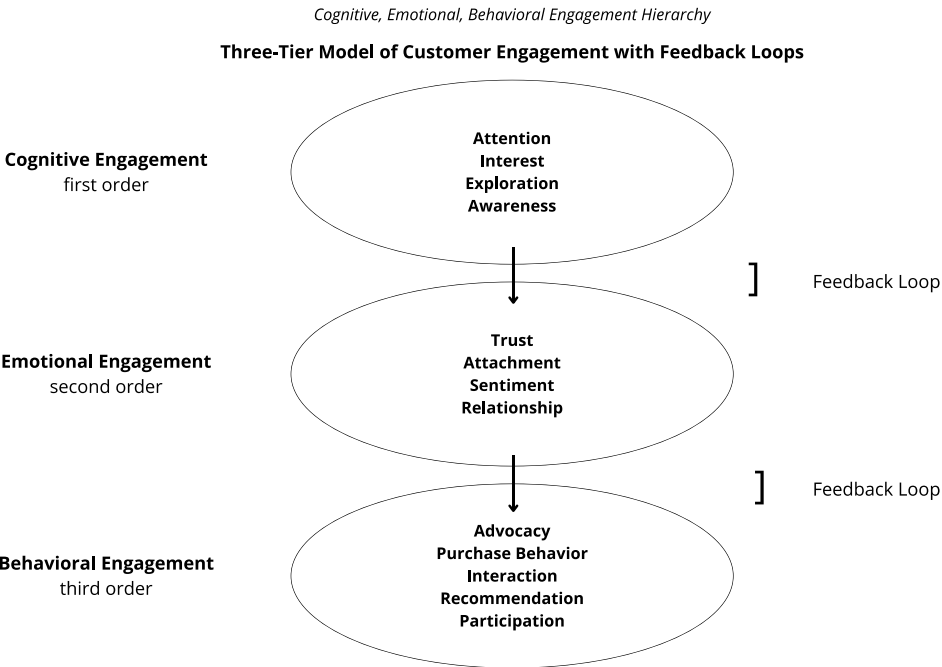 Cognitive, Emotional, Behavioral Engagement Hierarchy
Three-Tier Model of Customer Engagement with Feedback Loops
Cognitive Engagement
first order
Attention
Interest
Exploration
Awareness
Feedback Loop
Emotional Engagement
second order
Trust
Attachment
Sentiment
Relationship
Feedback Loop
Behavioral Engagement
third order
Advocacy
Purchase Behavior
Interaction
Recommendation
Participation